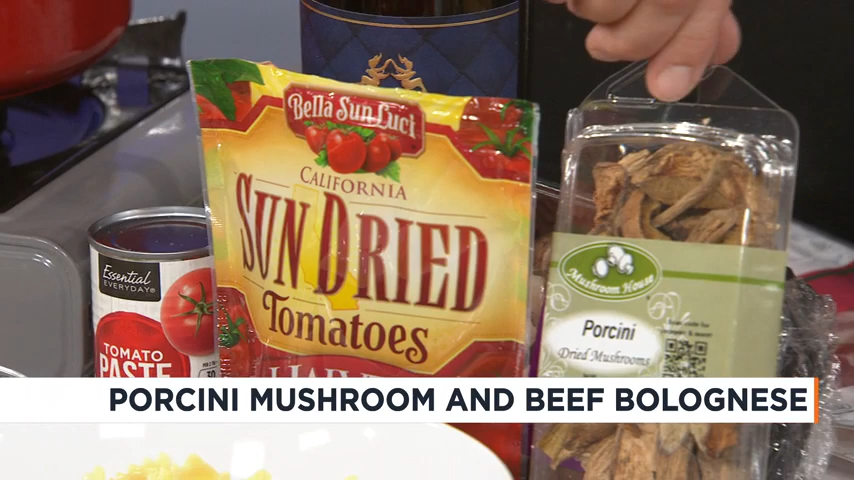 Bella Sun Luci
CALIFORNIA
SUN DRIED
Tomatoes
Essential
EVERYDAY®
TOMATO
PASTE
Mushroom House
Porcini
Dried Mushrooms
PORCINI MUSHROOM AND BEEF BOLOGNESE